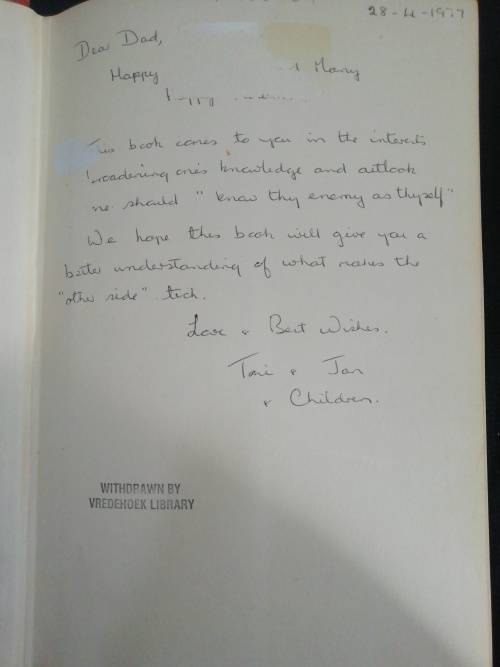 28-4-1977
Dear Dad,
Happy Many
Happy
This book comes to you in the interests
broadening one's knowledge and outlook
one should "know thy enemy as thyself"
We hope this book will give you a
better understanding of what makes the
"other side" tick.
Love & Best Wishes.
Toni & Jan
& Children.
WITHDRAWN BY
VREDEHOEK LIBRARY